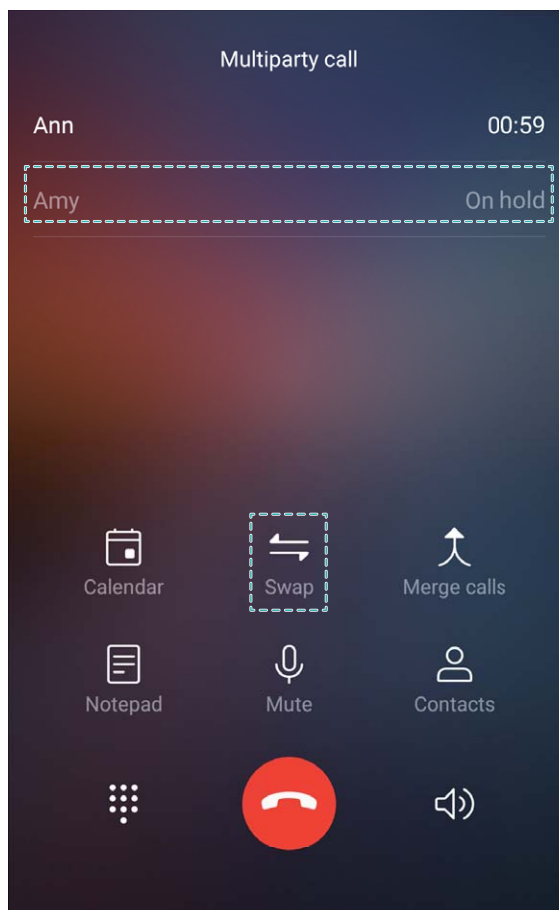 Multiparty call
Ann 00:59
Amy On hold
Calendar Swap Merge calls
Notepad Mute Contacts